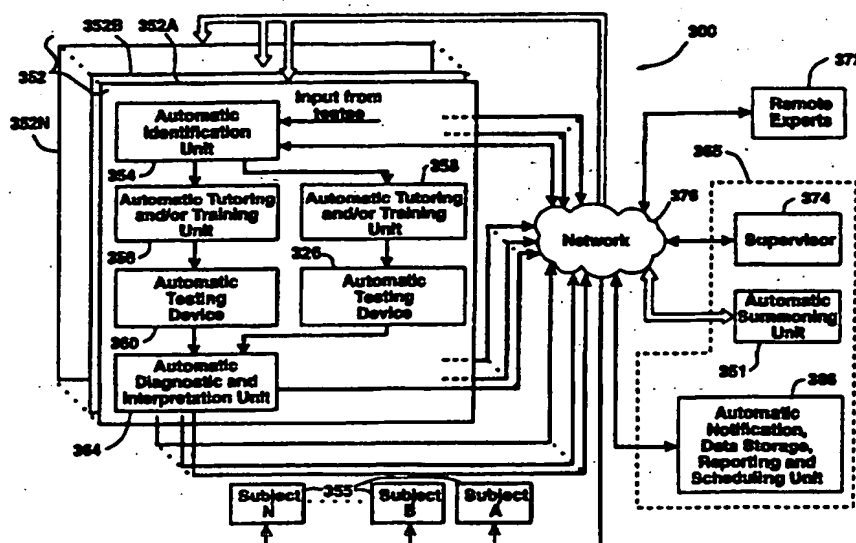 352B
352A
300
352
352N
372
Remote
Experts
Automatic
Identification
Unit
Input from
testee
354
358
365
Automatic Tutoring
and/or Training
Unit
Automatic Tutoring
and/or Training
Unit
376
374
Network
Supervisor
356
326
Automatic
Testing
Device
Automatic
Testing
Device
Automatic
Summoning
Unit
360
351
Automatic
Diagnostic and
Interpretation Unit
364
Automatic
Notification,
Data Storage,
Reporting and
Scheduling Unit
355
Subject
N
Subject
B
Subject
A